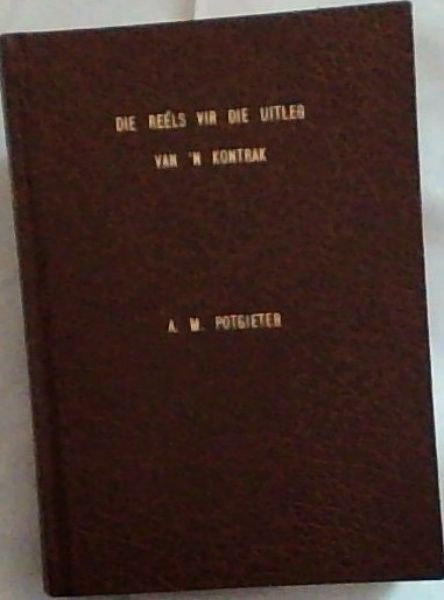 DIE REËLS VIR DIE UITLEG
VAN 'N KONTRAK
A. M. POTGIETER